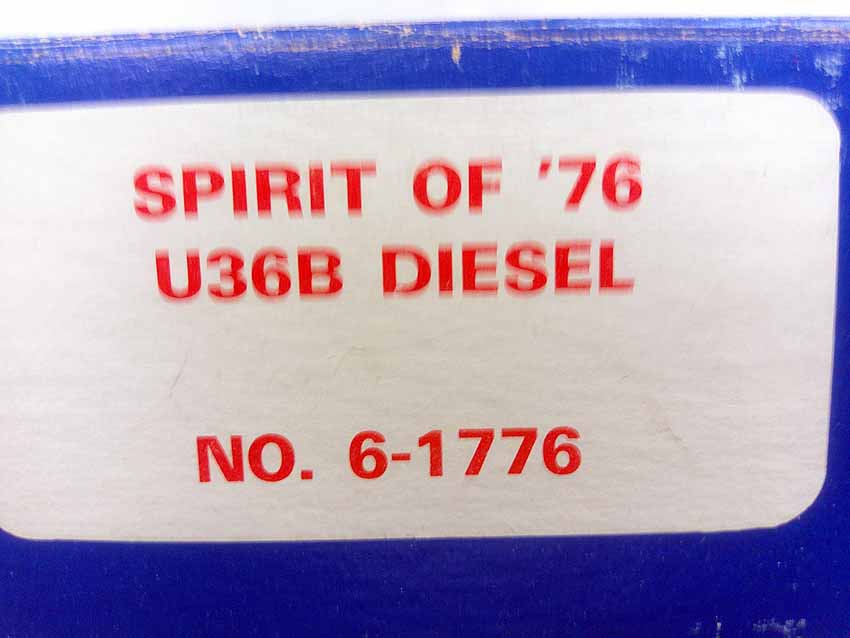 SPIRIT OF '76
U36B DIESEL
NO. 6-1776